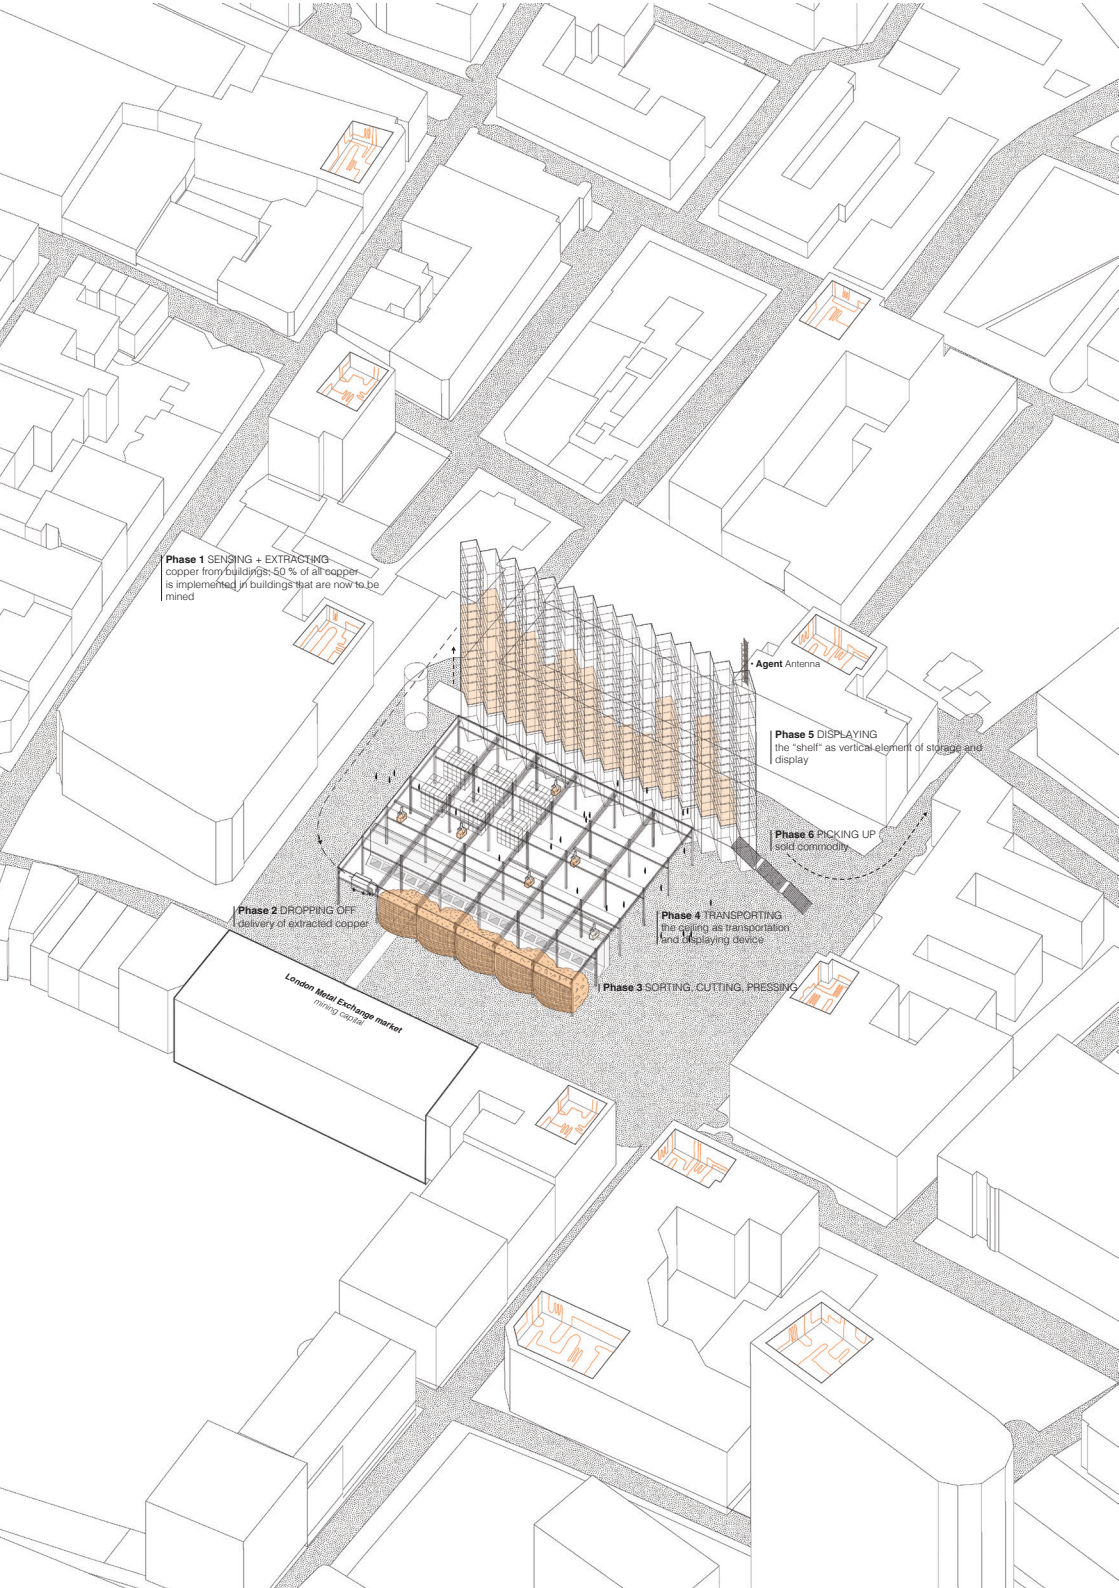 Phase 1 SENSING + EXTRACTING
copper from buildings; 50 % of all copper
is implemented in buildings that are now to be
mined
• Agent Antenna
Phase 5 DISPLAYING
the "shelf" as vertical element of storage and
display
Phase 6 PICKING UP
sold commodity
Phase 2 DROPPING OFF
delivery of extracted copper
Phase 4 TRANSPORTING
the ceiling as transportation
and displaying device
Phase 3 SORTING, CUTTING, PRESSING
London Metal Exchange market
mining capital